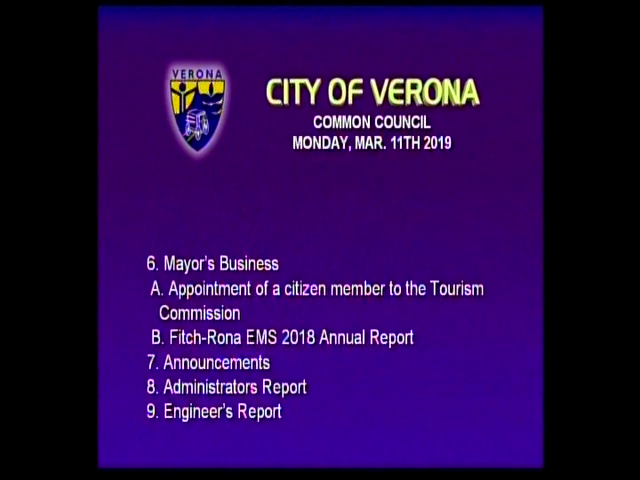 VERONA
CITY OF VERONA
COMMON COUNCIL
MONDAY, MAR. 11TH 2019
6. Mayor's Business
A. Appointment of a citizen member to the Tourism
Commission
B. Fitch-Rona EMS 2018 Annual Report
7. Announcements
8. Administrators Report
9. Engineer's Report